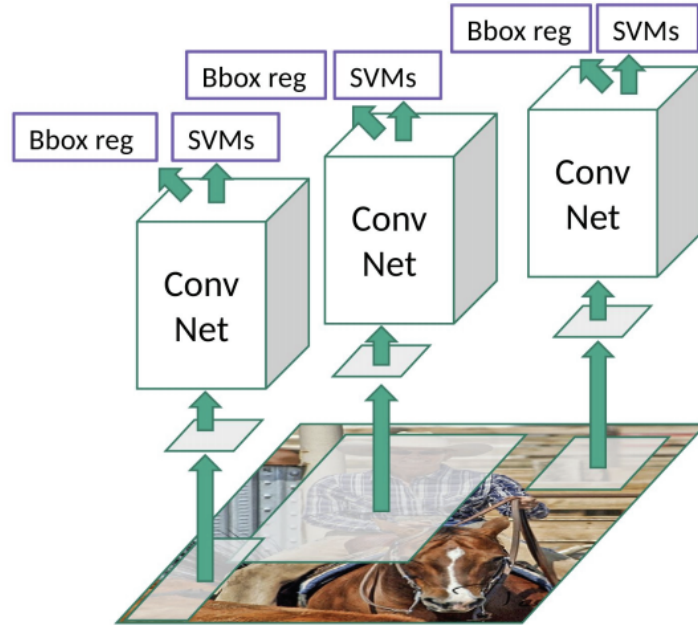 Bbox reg
SVMs
Bbox reg
SVMs
Bbox reg
SVMs
Conv
Net
Conv
Net
Conv
Net